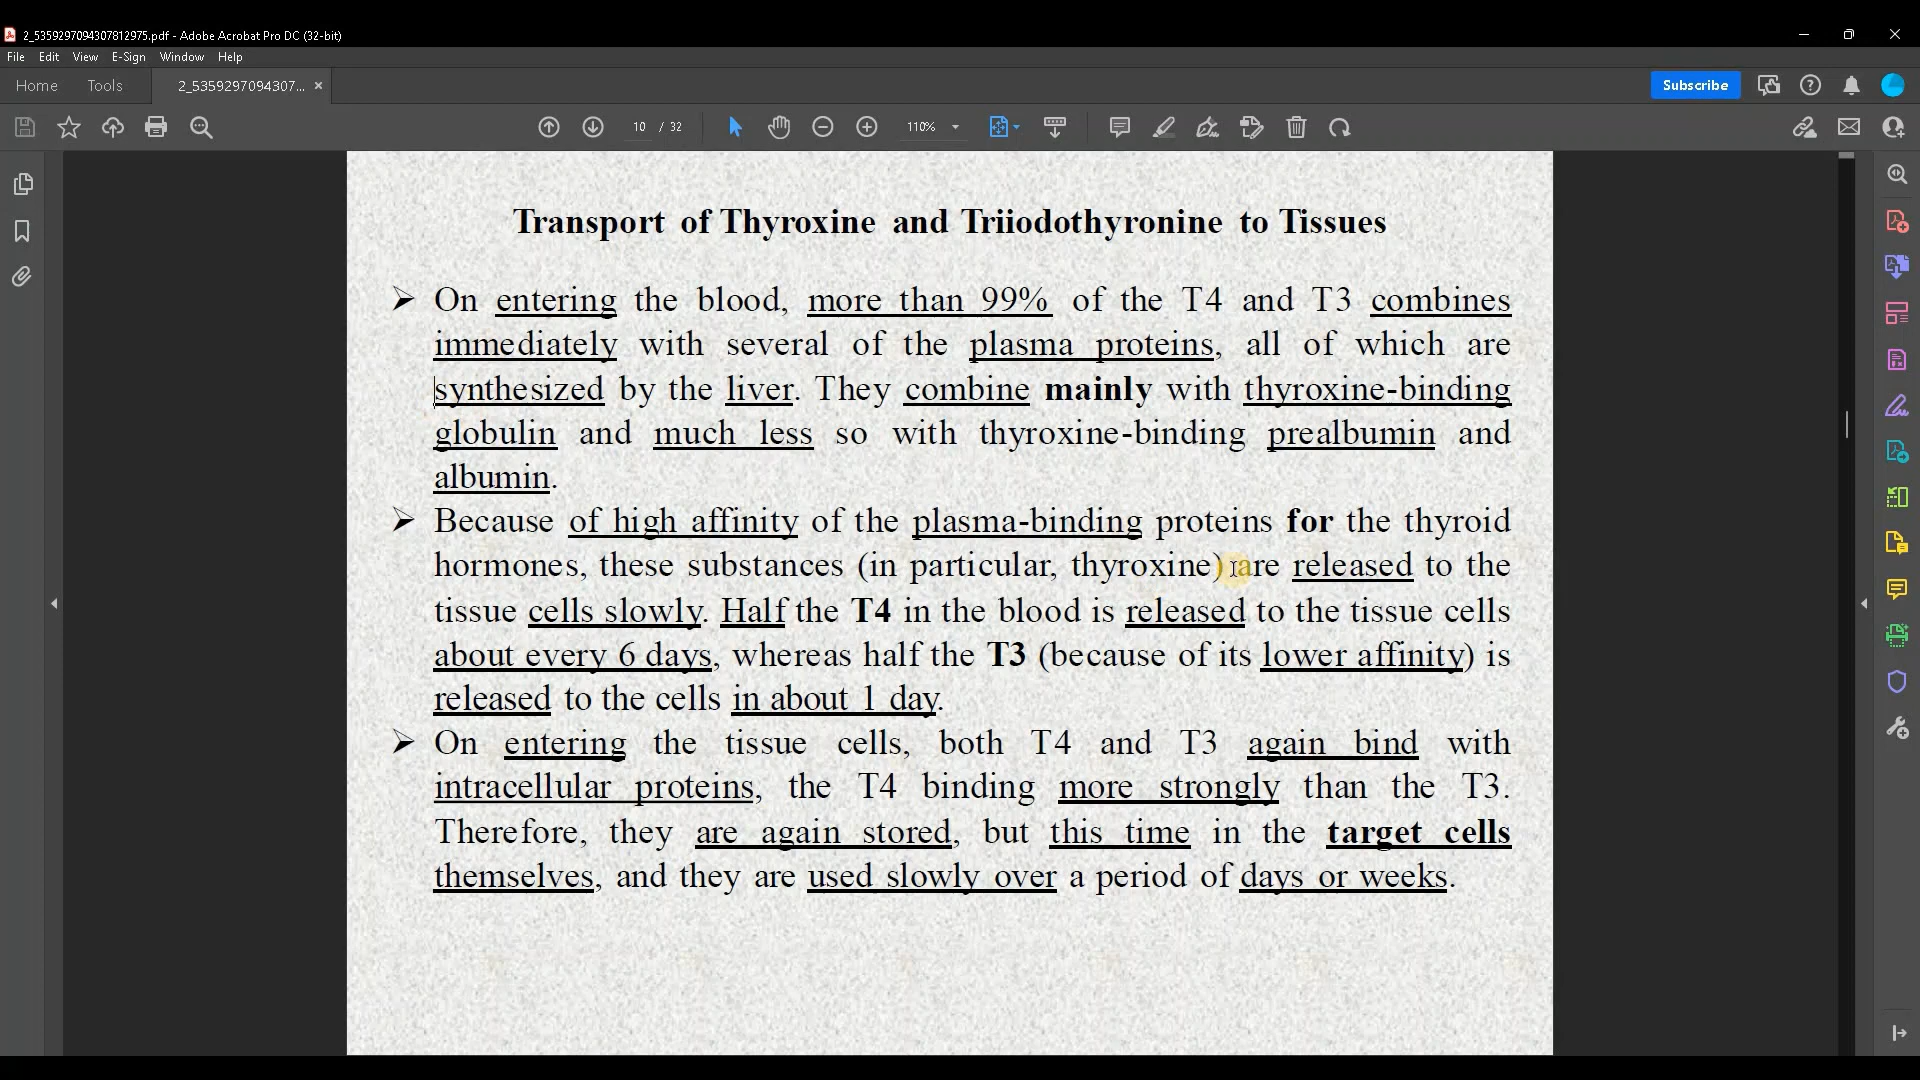 2_5359297094307812975.pdf - Adobe Acrobat Pro DC (32-bit)
File Edit View E-Sign Window Help
Home Tools 2_5359297094307... ×
Subscribe
10 / 32
110%
Transport of Thyroxine and Triiodothyronine to Tissues
➢ On entering the blood, more than 99% of the T4 and T3 combines
immediately with several of the plasma proteins, all of which are
synthesized by the liver. They combine mainly with thyroxine-binding
globulin and much less so with thyroxine-binding prealbumin and
albumin.
➢ Because of high affinity of the plasma-binding proteins for the thyroid
hormones, these substances (in particular, thyroxine) are released to the
tissue cells slowly. Half the T4 in the blood is released to the tissue cells
about every 6 days, whereas half the T3 (because of its lower affinity) is
released to the cells in about 1 day.
➢ On entering the tissue cells, both T4 and T3 again bind with
intracellular proteins, the T4 binding more strongly than the T3.
Therefore, they are again stored, but this time in the target cells
themselves, and they are used slowly over a period of days or weeks.